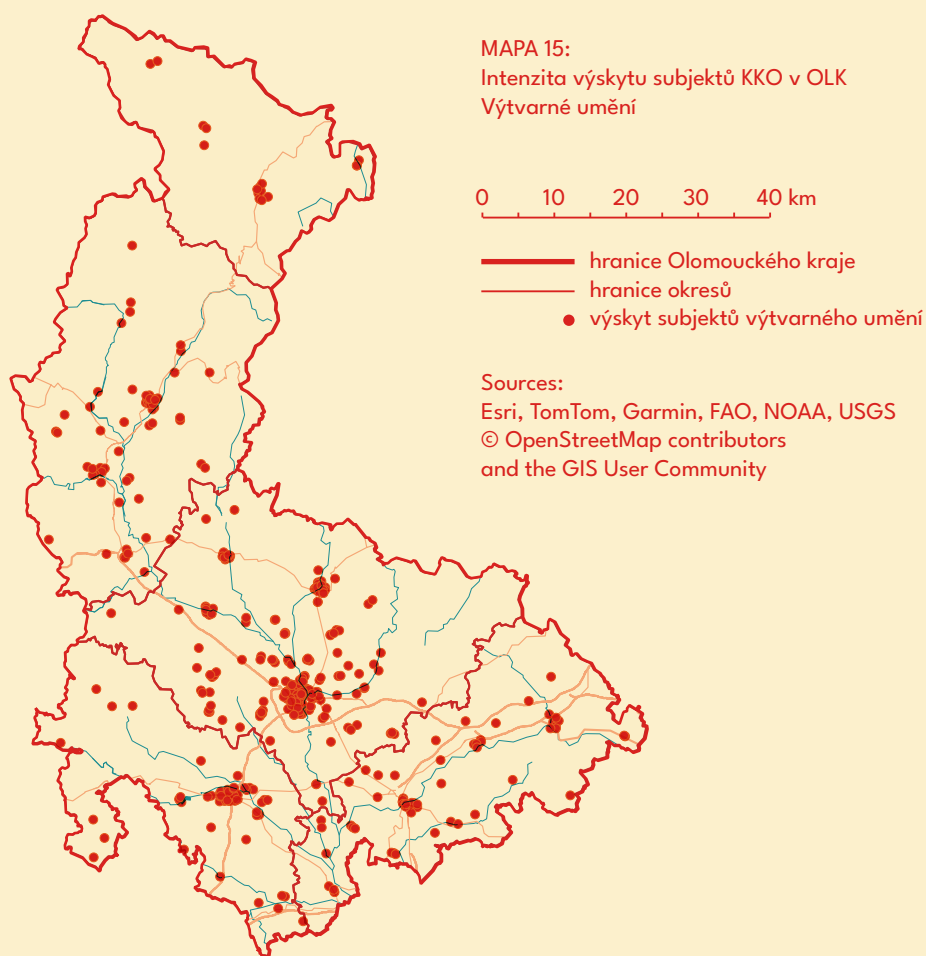 MAPA 15:
Intenzita výskytu subjektů KKO v OLK
Výtvarné umění
0 10 20 30 40 km
hranice Olomouckého kraje
hranice okresů
výskyt subjektů výtvarného umění
Sources:
Esri, TomTom, Garmin, FAO, NOAA, USGS
© OpenStreetMap contributors
and the GIS User Community